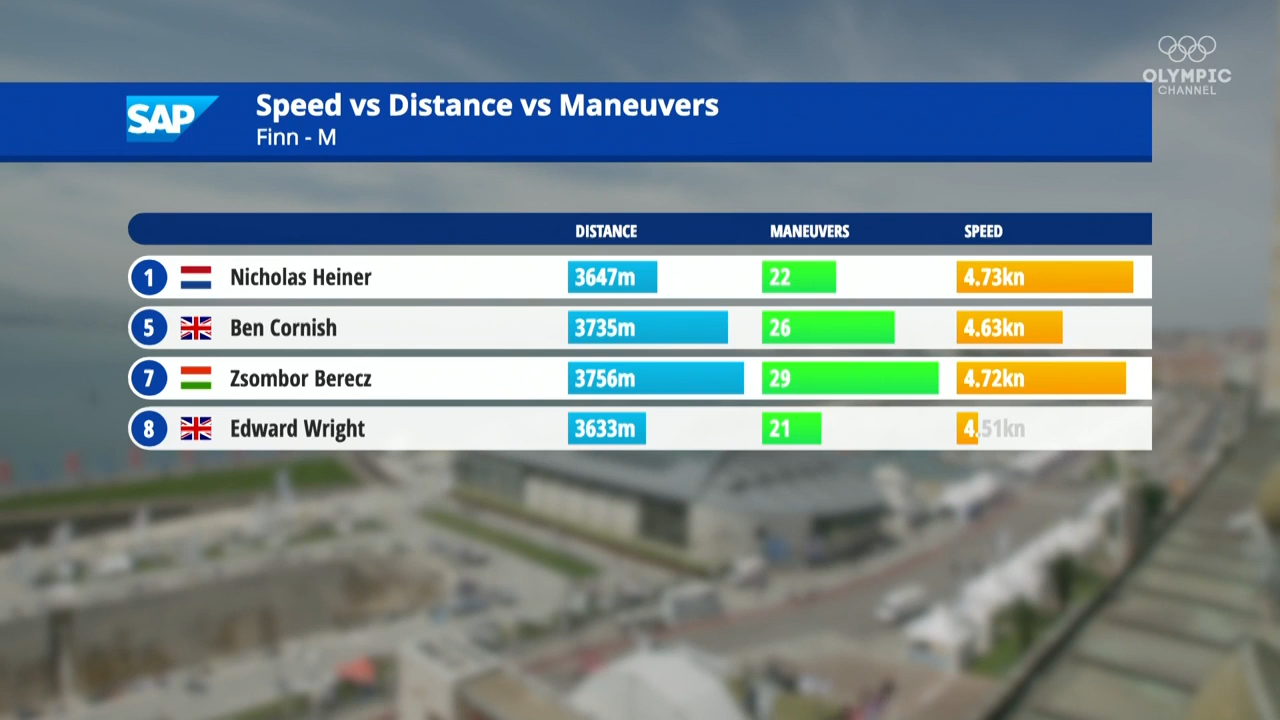 OLYMPIC
CHANNEL
SAP
Speed vs Distance vs Maneuvers
Finn - M
DISTANCE MANEUVERS SPEED
1 Nicholas Heiner 3647m 22 4.73kn
5 Ben Cornish 3735m 26 4.63kn
7 Zsombor Berecz 3756m 29 4.72kn
8 Edward Wright 3633m 21 4.51kn